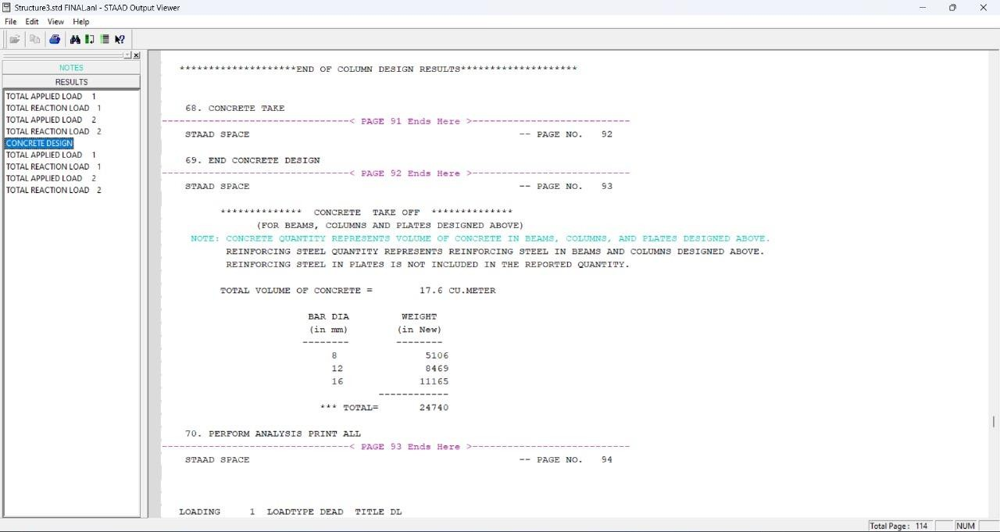 Structure3.std FINAL.anl - STAAD Output Viewer
File Edit View Help
NOTES
RESULTS
TOTAL APPLIED LOAD 1
TOTAL REACTION LOAD 1
TOTAL APPLIED LOAD 2
TOTAL REACTION LOAD 2
CONCRETE DESIGN
TOTAL APPLIED LOAD 1
TOTAL REACTION LOAD 1
TOTAL APPLIED LOAD 2
TOTAL REACTION LOAD 2
********************END OF COLUMN DESIGN RESULTS********************
68. CONCRETE TAKE
--------------------------------< PAGE 91 Ends Here >---------------------------
STAAD SPACE -- PAGE NO. 92
69. END CONCRETE DESIGN
--------------------------------< PAGE 92 Ends Here >---------------------------
STAAD SPACE -- PAGE NO. 93
************** CONCRETE TAKE OFF **************
(FOR BEAMS, COLUMNS AND PLATES DESIGNED ABOVE)
NOTE: CONCRETE QUANTITY REPRESENTS VOLUME OF CONCRETE IN BEAMS, COLUMNS, AND PLATES DESIGNED ABOVE.
REINFORCING STEEL QUANTITY REPRESENTS REINFORCING STEEL IN BEAMS AND COLUMNS DESIGNED ABOVE.
REINFORCING STEEL IN PLATES IS NOT INCLUDED IN THE REPORTED QUANTITY.
TOTAL VOLUME OF CONCRETE = 17.6 CU.METER
BAR DIA WEIGHT
(in mm) (in New)
-------- --------
8 5106
12 8469
16 11165
------------
*** TOTAL= 24740
70. PERFORM ANALYSIS PRINT ALL
--------------------------------< PAGE 93 Ends Here >---------------------------
STAAD SPACE -- PAGE NO. 94
LOADING 1 LOADTYPE DEAD TITLE DL
Total Page: 114 NUM